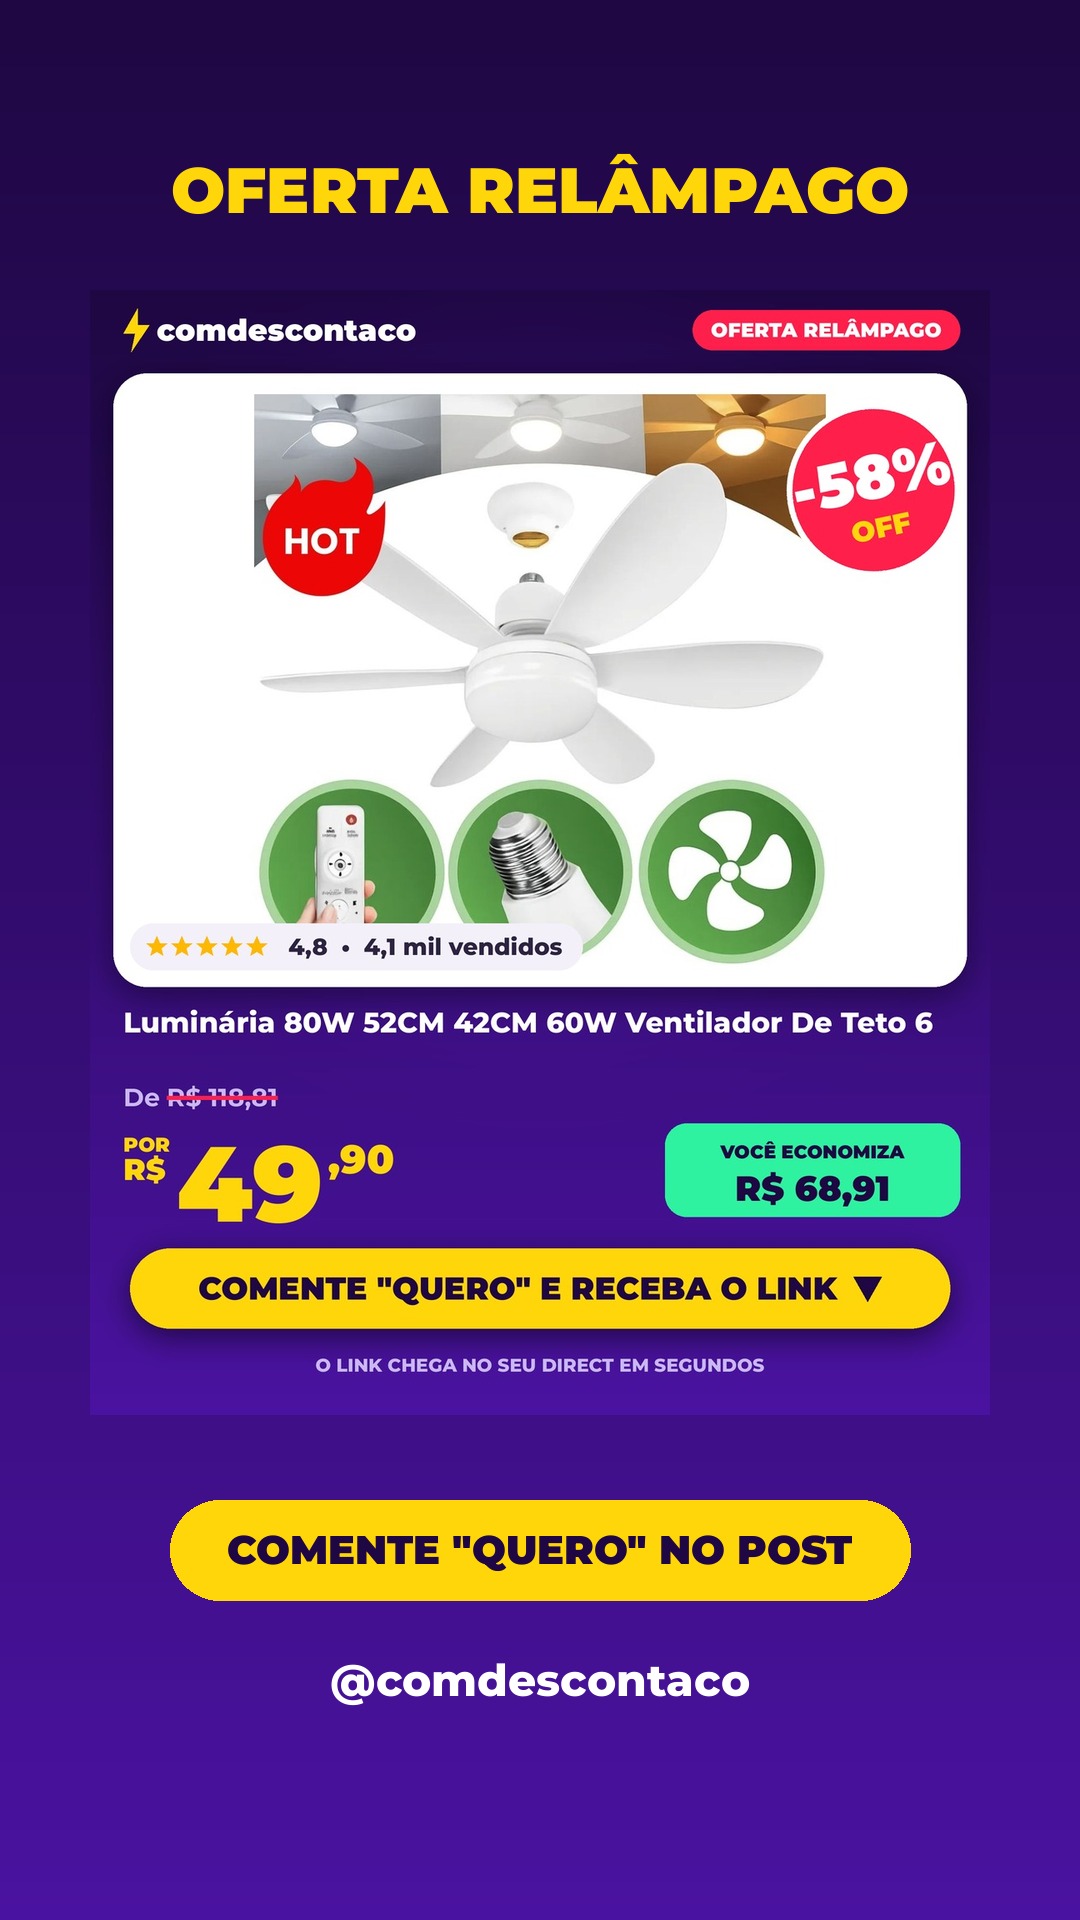 OFERTA RELÂMPAGO
comdescontaco
OFERTA RELÂMPAGO
HOT
-58%
OFF
4,8 • 4,1 mil vendidos
Luminária 80W 52CM 42CM 60W Ventilador De Teto 6
De R$ 118,81
POR
R$ 49,90
VOCÊ ECONOMIZA
R$ 68,91
COMENTE "QUERO" E RECEBA O LINK ▼
O LINK CHEGA NO SEU DIRECT EM SEGUNDOS
COMENTE "QUERO" NO POST
@comdescontaco